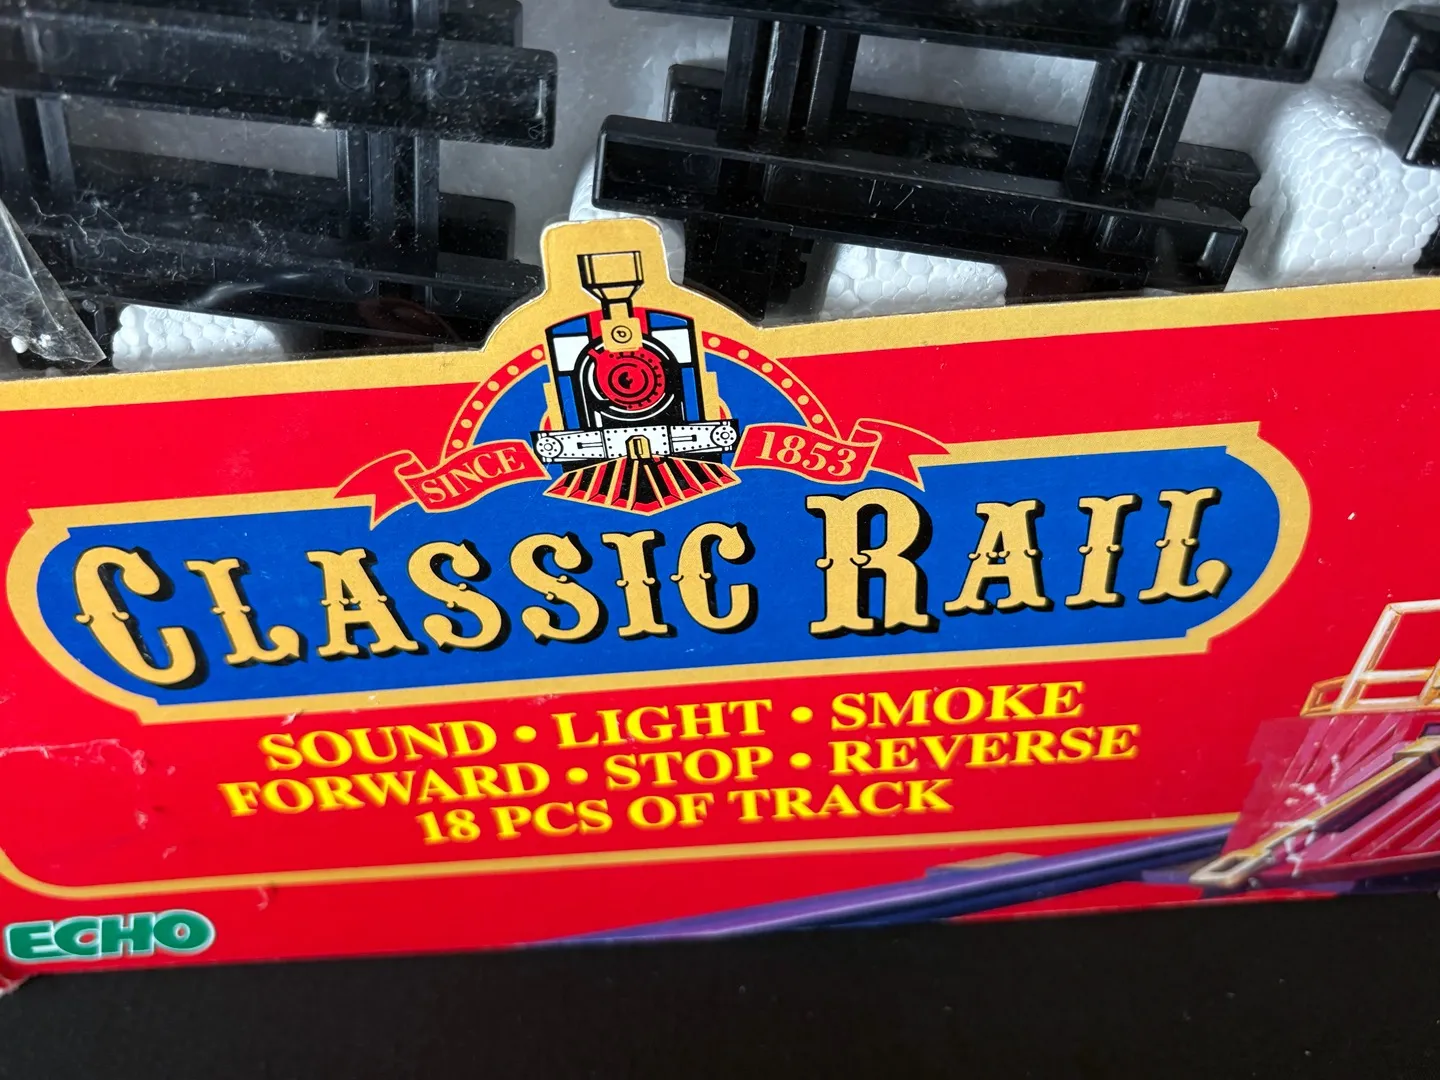 SINCE 1853
CLASSIC RAIL
SOUND • LIGHT • SMOKE
FORWARD • STOP • REVERSE
18 PCS OF TRACK
ECHO